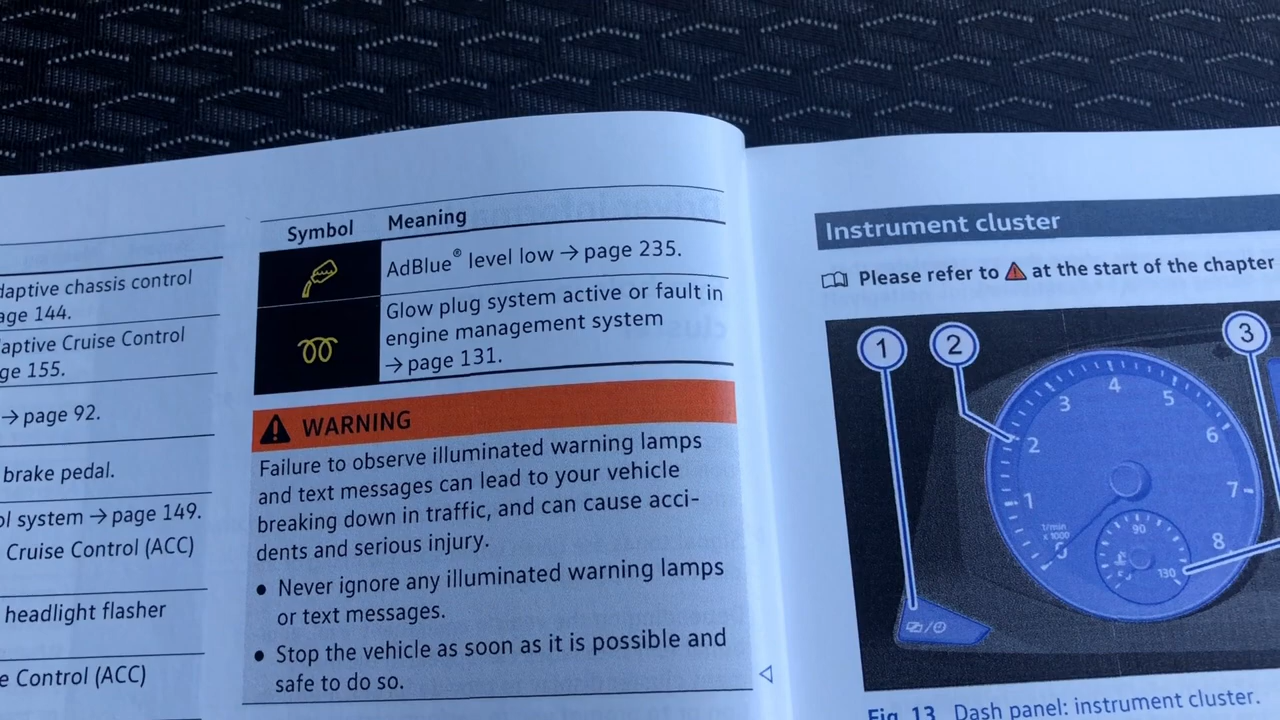 daptive chassis control
age 144.
laptive Cruise Control
ge 155.
→ page 92.
brake pedal.
ol system → page 149.
Cruise Control (ACC)
headlight flasher
e Control (ACC)
Symbol Meaning
AdBlue® level low → page 235.
Glow plug system active or fault in
engine management system
→ page 131.
WARNING
Failure to observe illuminated warning lamps
and text messages can lead to your vehicle
breaking down in traffic, and can cause acci-
dents and serious injury.
● Never ignore any illuminated warning lamps
or text messages.
● Stop the vehicle as soon as it is possible and
safe to do so.
Instrument cluster
Please refer to ⚠ at the start of the chapter
1 2 3
1 2 3 4 5 6 7 8
1/min
x 1000
90
130
Fig. 13 Dash panel: instrument cluster.